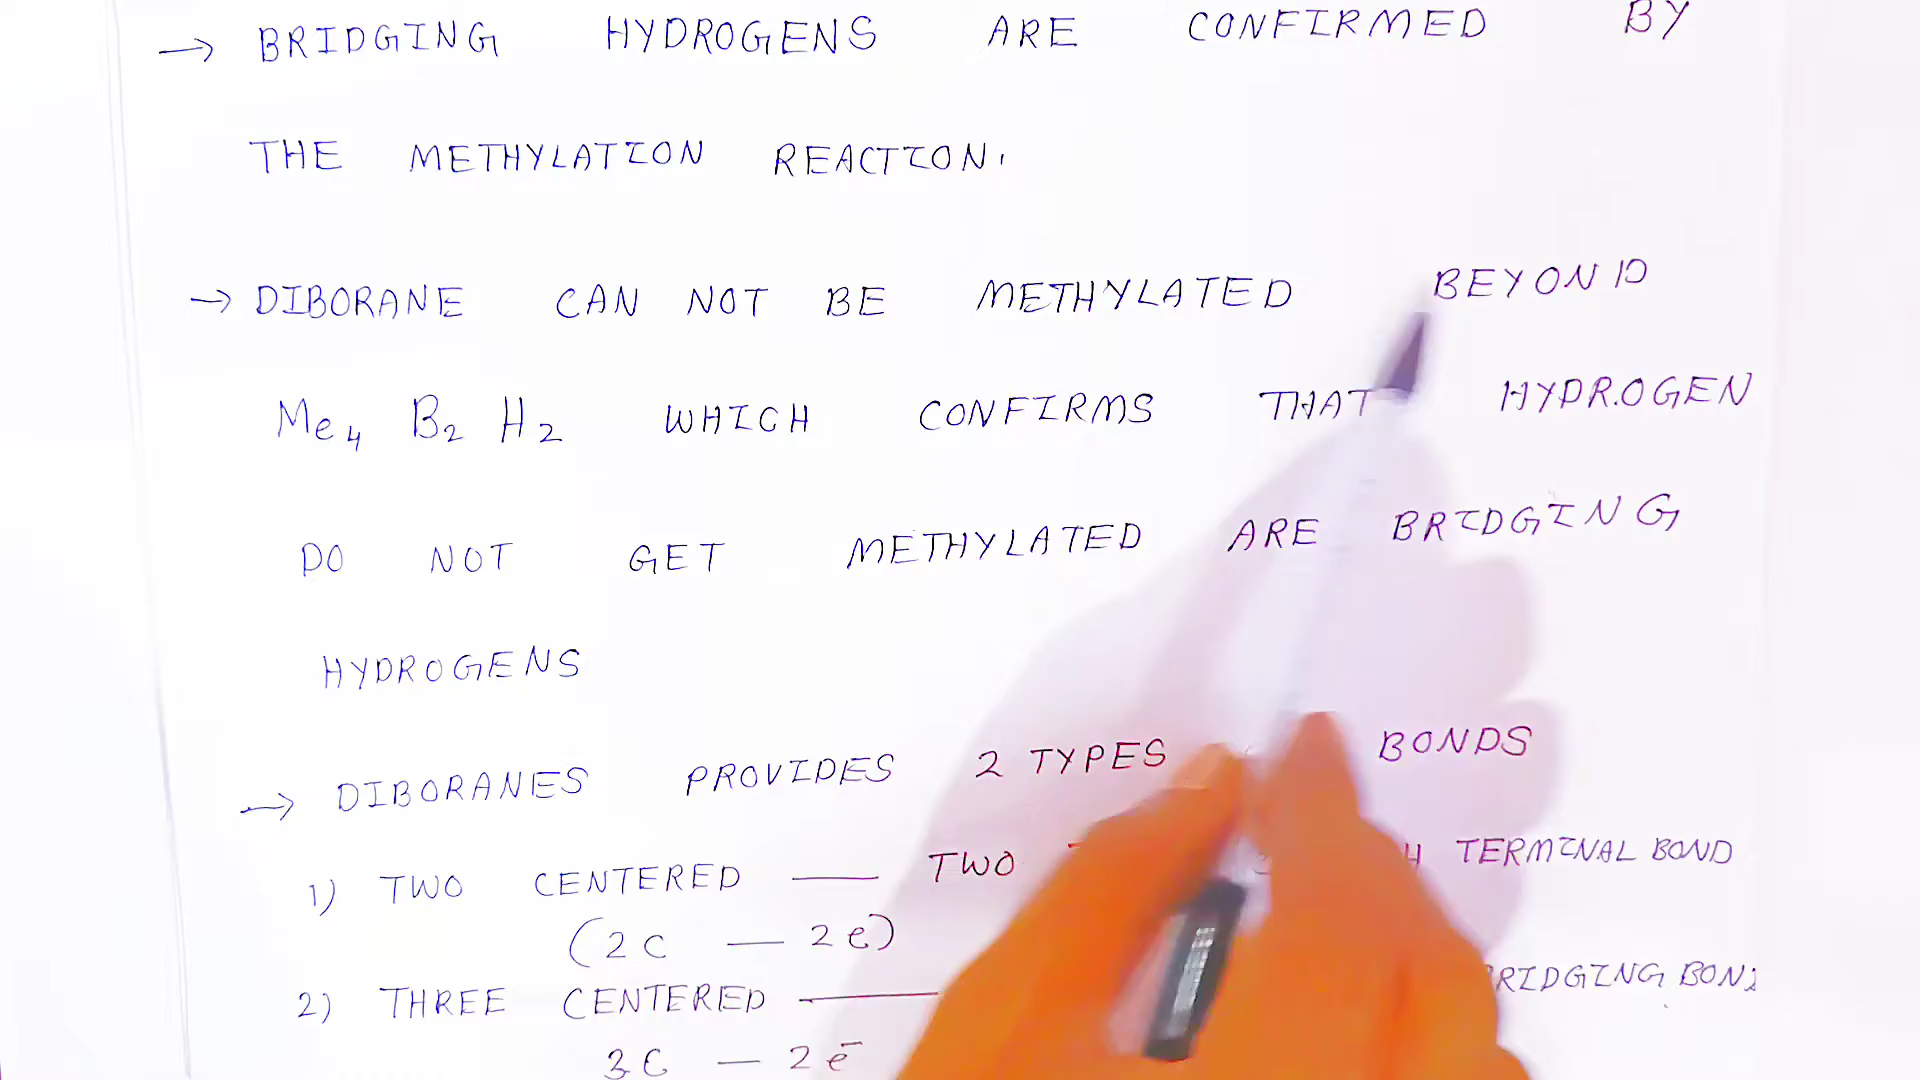 → BRIDGING HYDROGENS ARE CONFIRMED BY
THE METHYLATION REACTION.
→ DIBORANE CAN NOT BE METHYLATED BEYOND
Me4 B2 H2 WHICH CONFIRMS THAT HYDROGEN
DO NOT GET METHYLATED ARE BRIDGING
HYDROGENS
→ DIBORANES PROVIDES 2 TYPES BONDS
1) TWO CENTERED — TWO TERMINAL BOND
(2C — 2e)
2) THREE CENTERED — BRIDGING BOND
3C — 2e⁻